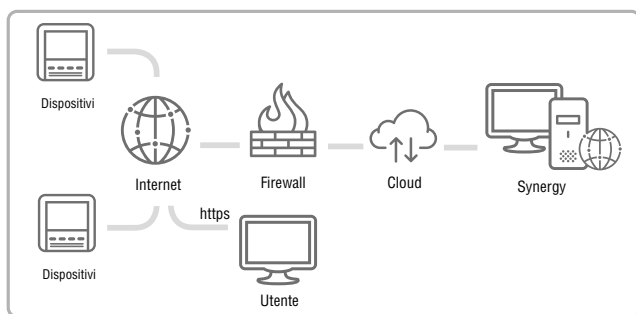 Dispositivi
Internet
Firewall
Cloud
Synergy
https
Dispositivi
Utente